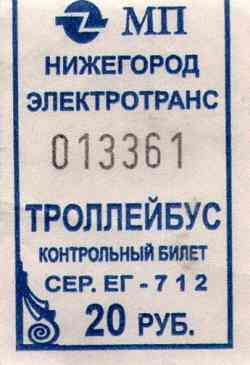 МП
НИЖЕГОРОД
ЭЛЕКТРОТРАНС
013361
ТРОЛЛЕЙБУС
КОНТРОЛЬНЫЙ БИЛЕТ
СЕР. ЕГ - 712
20 РУБ.